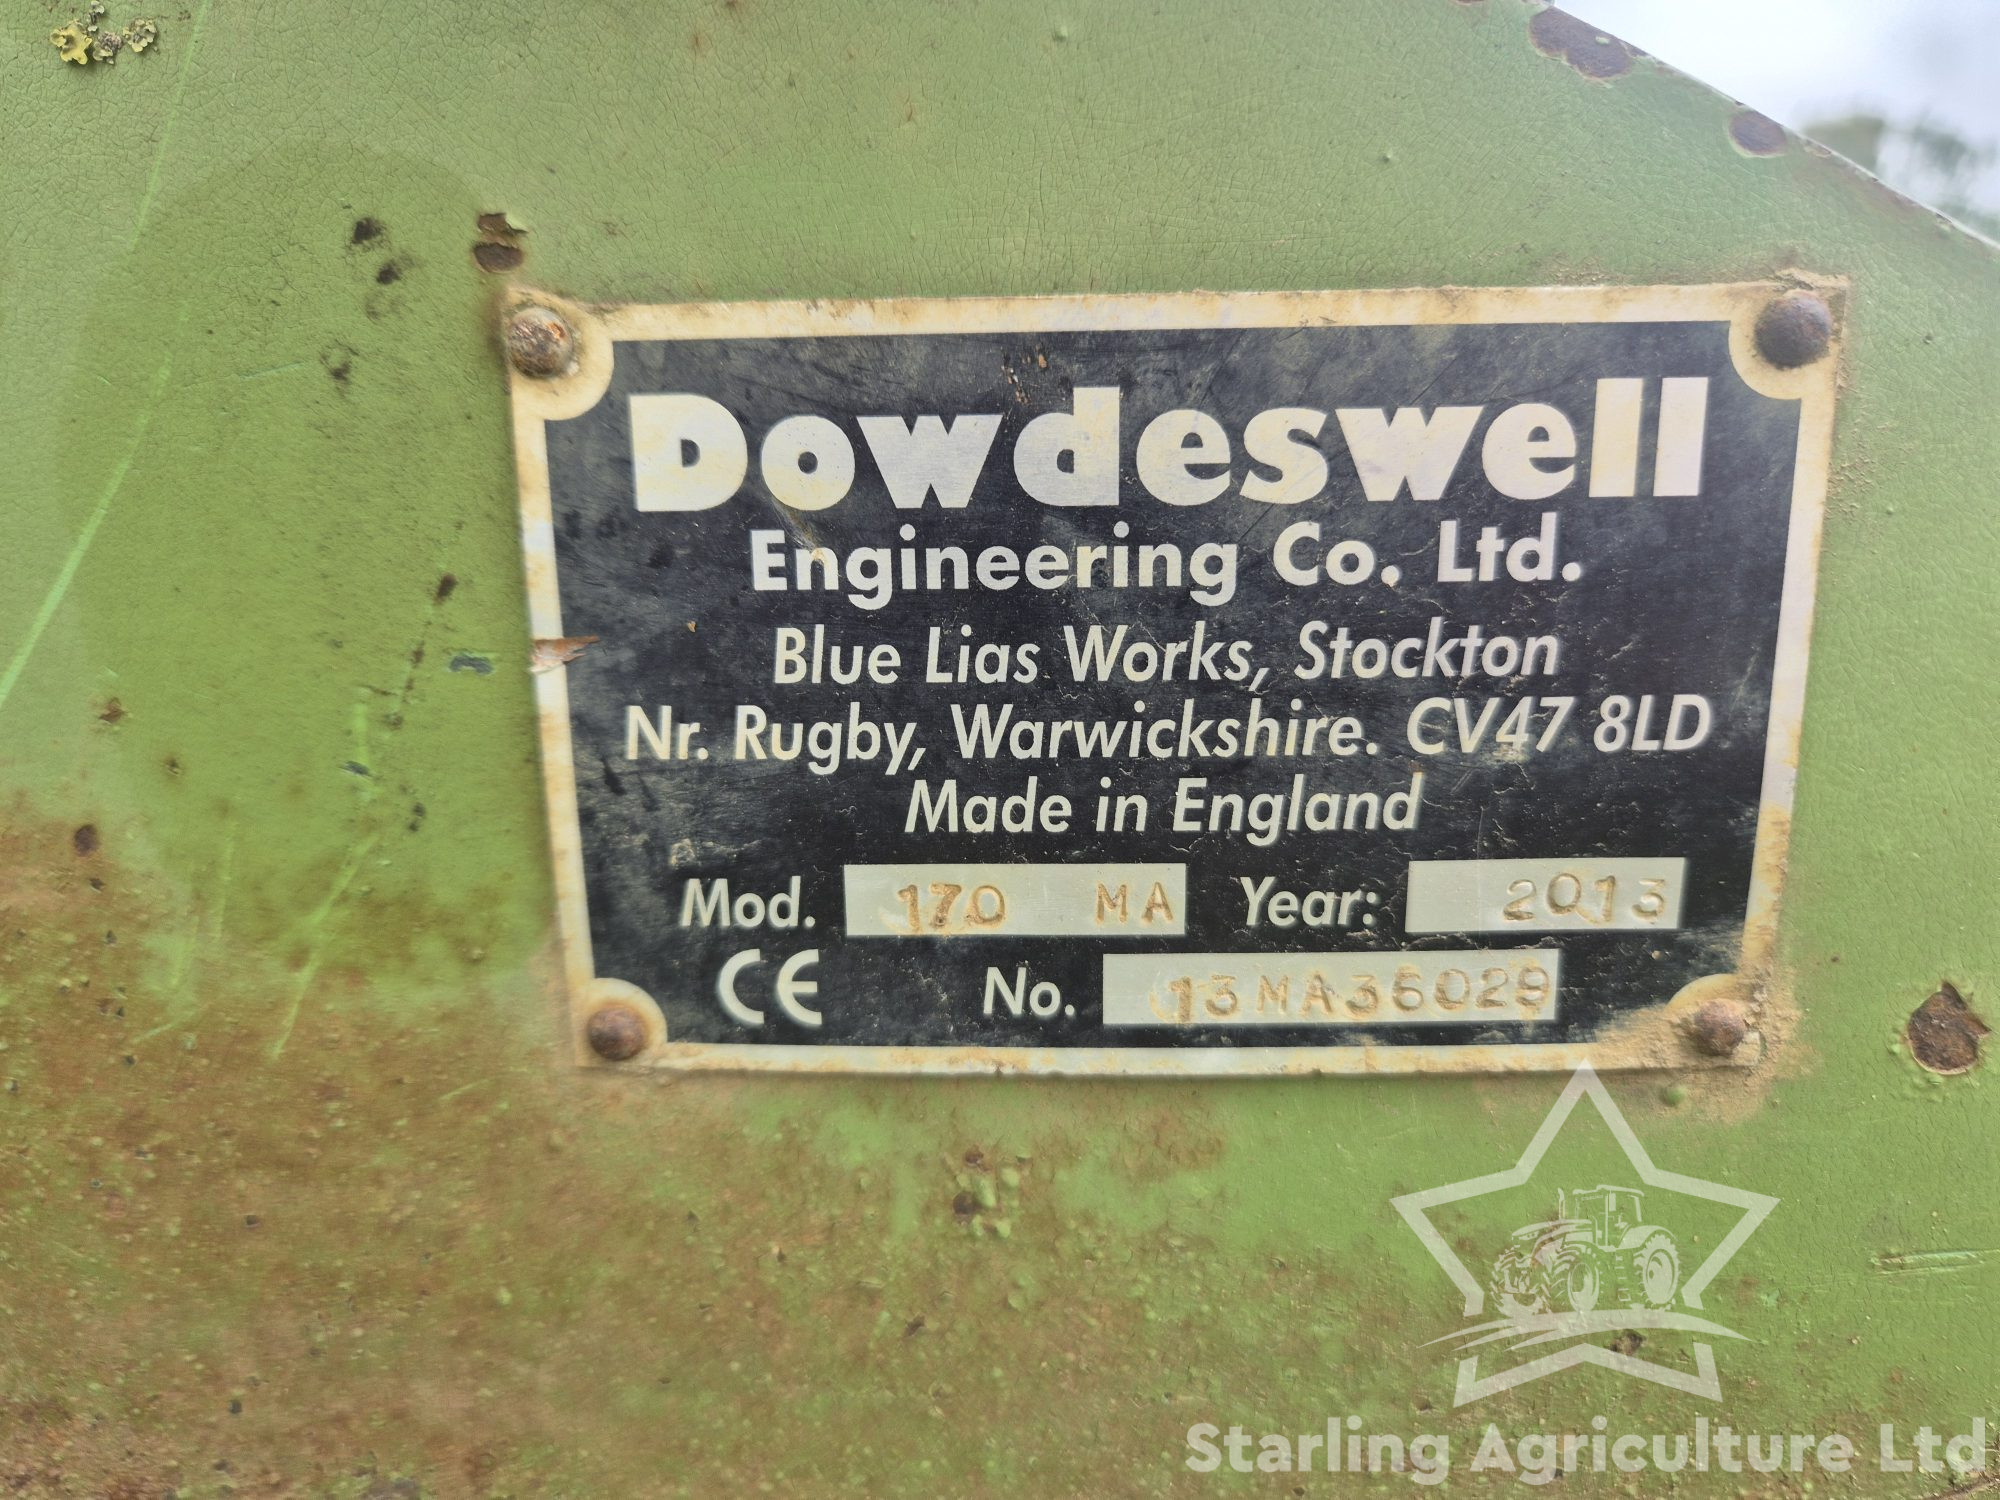 Dowdeswell
Engineering Co. Ltd.
Blue Lias Works, Stockton
Nr. Rugby, Warwickshire. CV47 8LD
Made in England
Mod. 170 MA Year: 2013
CE No. 13MA36029
Starling Agriculture Ltd